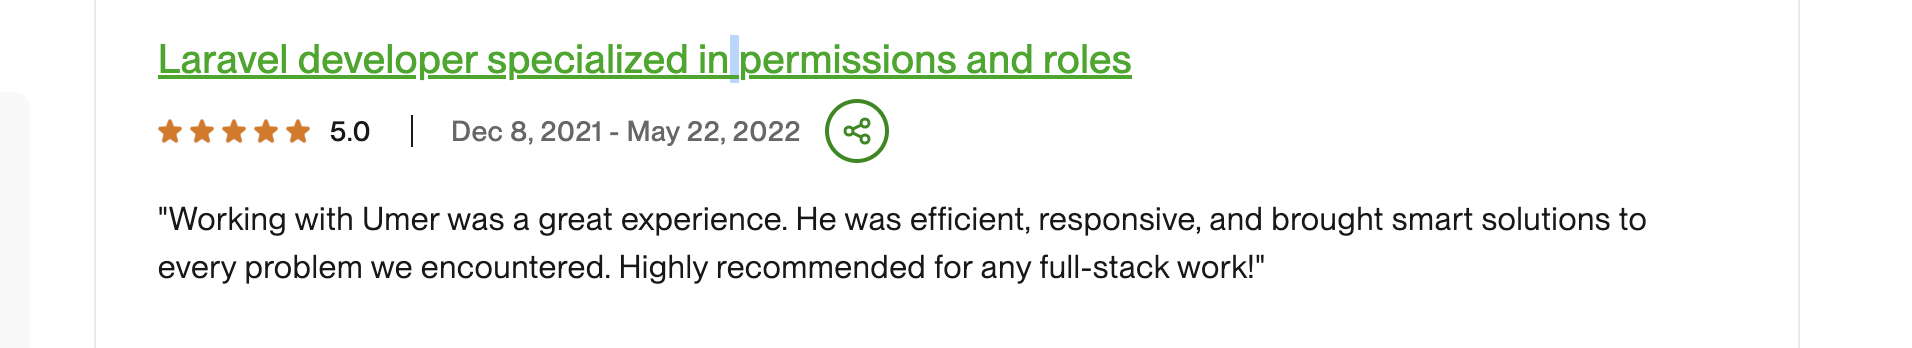 Laravel developer specialized in permissions and roles
5.0 | Dec 8, 2021 - May 22, 2022
"Working with Umer was a great experience. He was efficient, responsive, and brought smart solutions to
every problem we encountered. Highly recommended for any full-stack work!"